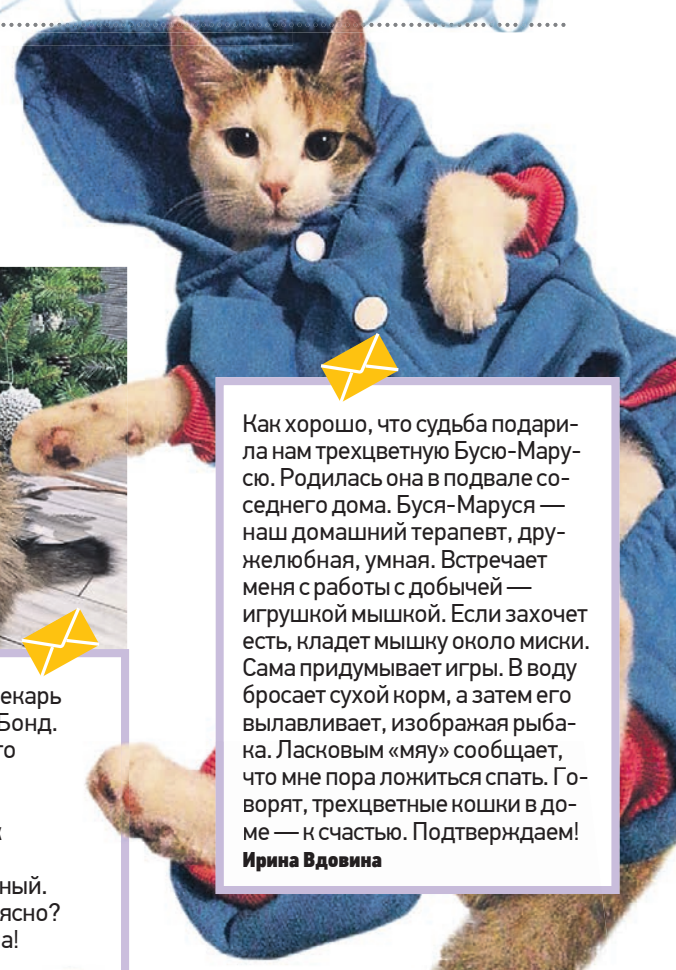 Как хорошо, что судьба подари-
ла нам трехцветную Бусю-Мару-
сю. Родилась она в подвале со-
седнего дома. Буся-Маруся —
наш домашний терапевт, дру-
желюбная, умная. Встречает
меня с работы с добычей —
игрушкой мышкой. Если захочет
есть, кладет мышку около миски.
Сама придумывает игры. В воду
бросает сухой корм, а затем его
вылавливает, изображая рыба-
ка. Ласковым «мяу» сообщает,
что мне пора ложиться спать. Го-
ворят, трехцветные кошки в до-
ме — к счастью. Подтверждаем!
Ирина Вдовина
екарь
Бонд.
ный.
ясно?
а!